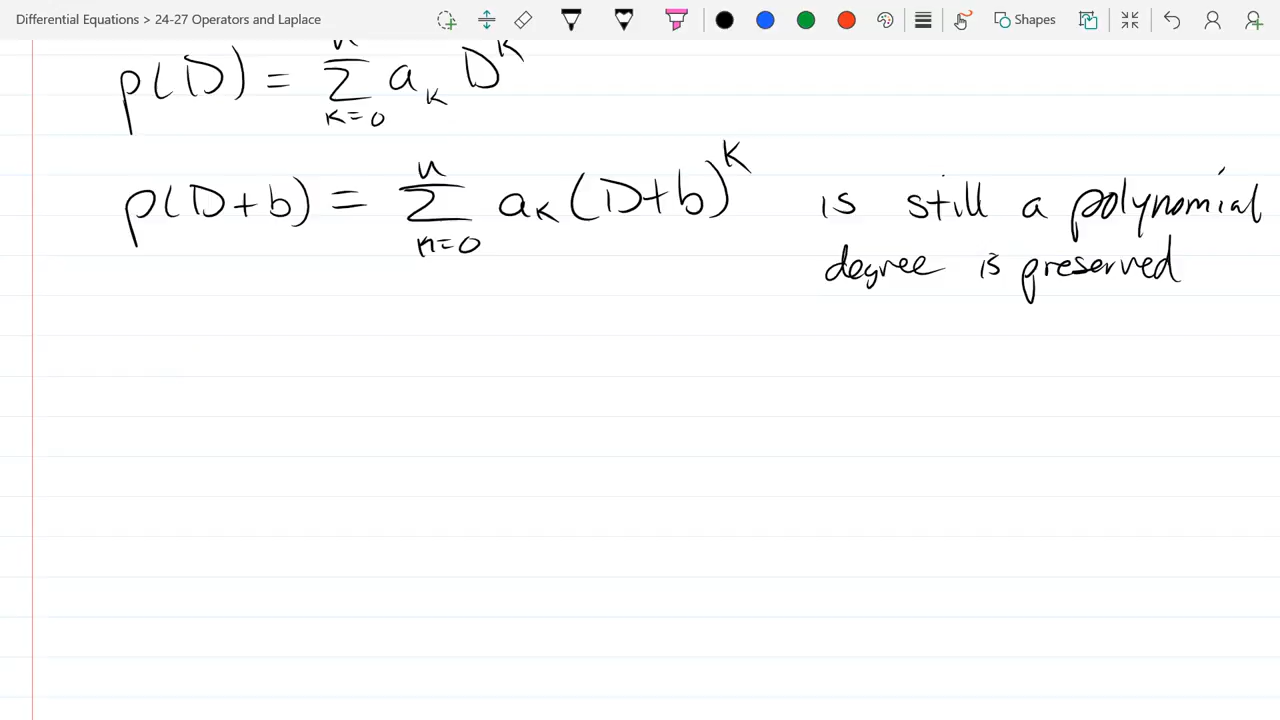 Differential Equations > 24-27 Operators and Laplace
Shapes
p(D) = Σ_{k=0}^{n} a_k D^k
p(D+b) = Σ_{k=0}^{n} a_k (D+b)^k is still a polynomial
degree is preserved